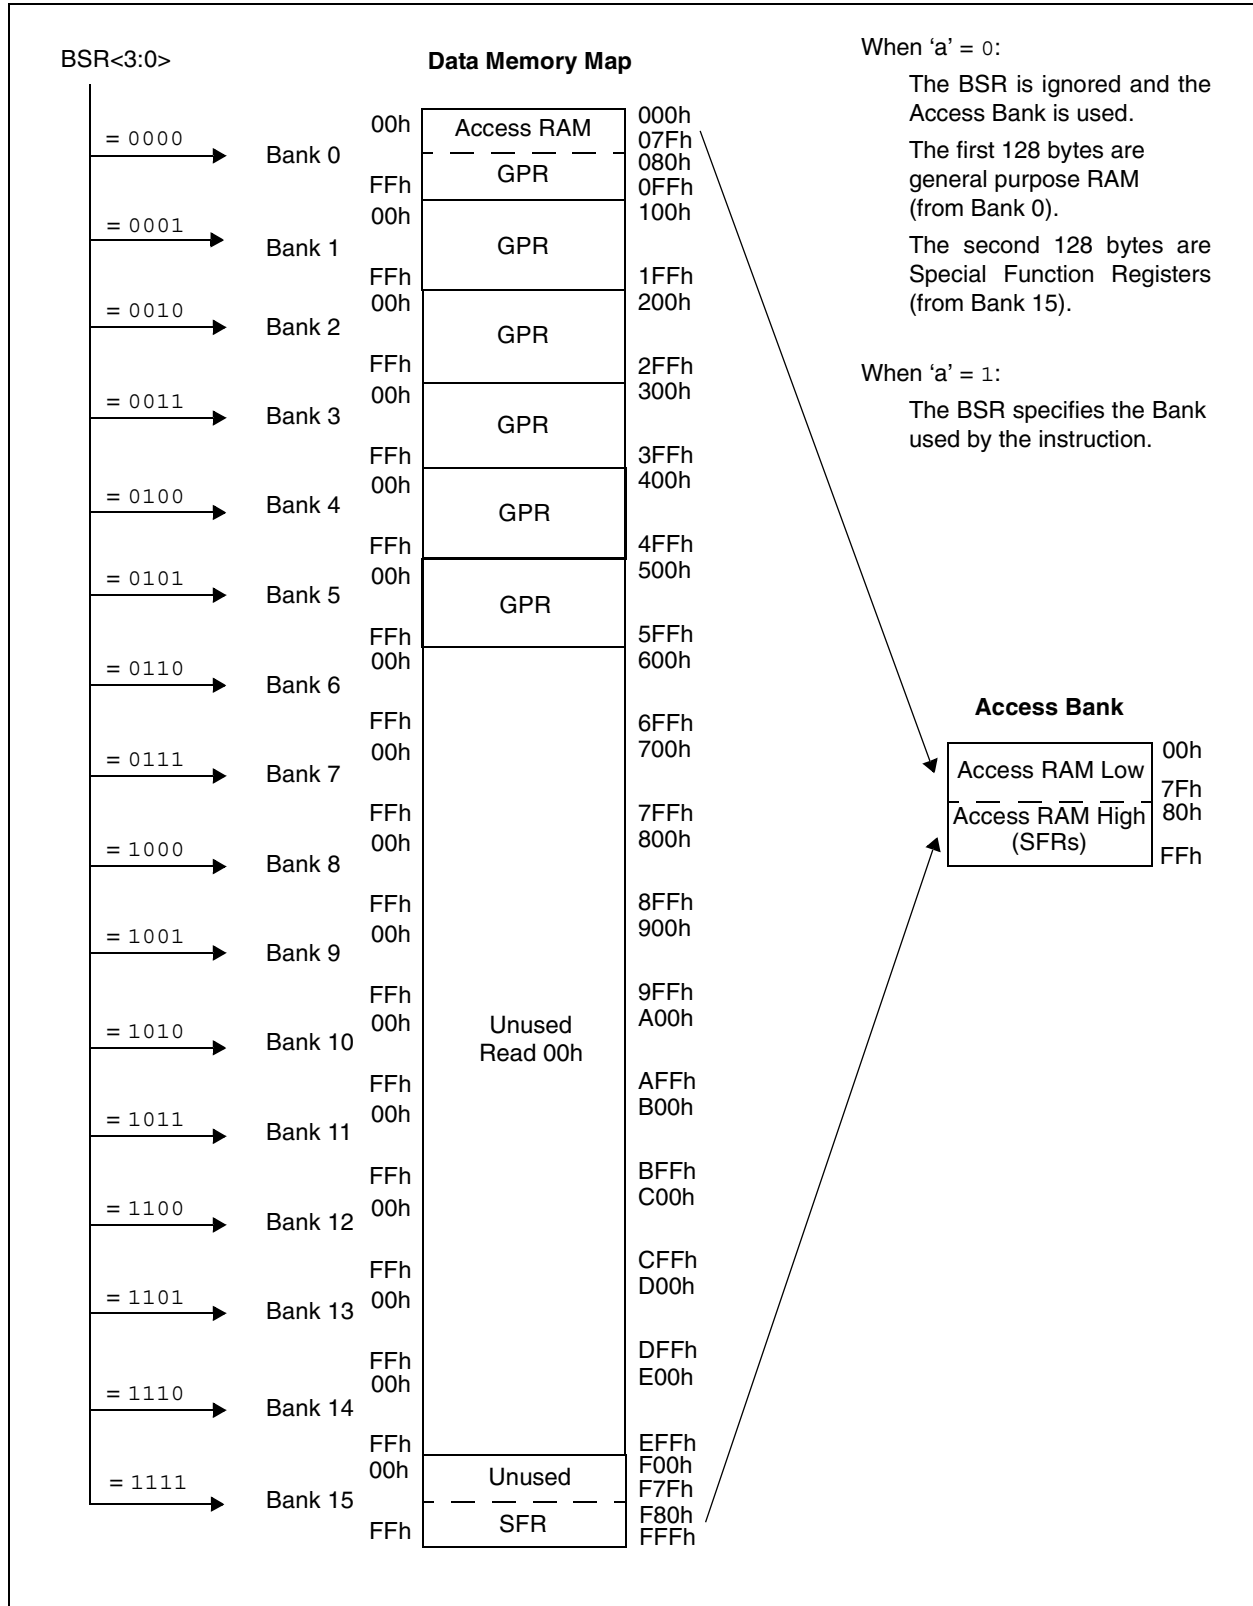 BSR<3:0>
Data Memory Map
When ‘a’ = 0:
The BSR is ignored and the
Access Bank is used.
The first 128 bytes are
general purpose RAM
(from Bank 0).
The second 128 bytes are
Special Function Registers
(from Bank 15).
When ‘a’ = 1:
The BSR specifies the Bank
used by the instruction.
= 0000
Bank 0
00h
FFh
Access RAM
GPR
000h
07Fh
080h
0FFh
= 0001
Bank 1
00h
FFh
GPR
100h
1FFh
= 0010
Bank 2
00h
FFh
GPR
200h
2FFh
= 0011
Bank 3
00h
FFh
GPR
300h
3FFh
= 0100
Bank 4
00h
FFh
GPR
400h
4FFh
= 0101
Bank 5
00h
FFh
GPR
500h
5FFh
= 0110
Bank 6
00h
FFh
600h
6FFh
= 0111
Bank 7
00h
FFh
700h
7FFh
= 1000
Bank 8
00h
FFh
800h
8FFh
= 1001
Bank 9
00h
FFh
900h
9FFh
= 1010
Bank 10
00h
FFh
Unused
Read 00h
A00h
AFFh
= 1011
Bank 11
00h
FFh
B00h
BFFh
= 1100
Bank 12
00h
FFh
C00h
CFFh
= 1101
Bank 13
00h
FFh
D00h
DFFh
= 1110
Bank 14
00h
FFh
E00h
EFFh
= 1111
Bank 15
00h
FFh
Unused
SFR
F00h
F7Fh
F80h
FFFh
Access Bank
Access RAM Low
Access RAM High
(SFRs)
00h
7Fh
80h
FFh